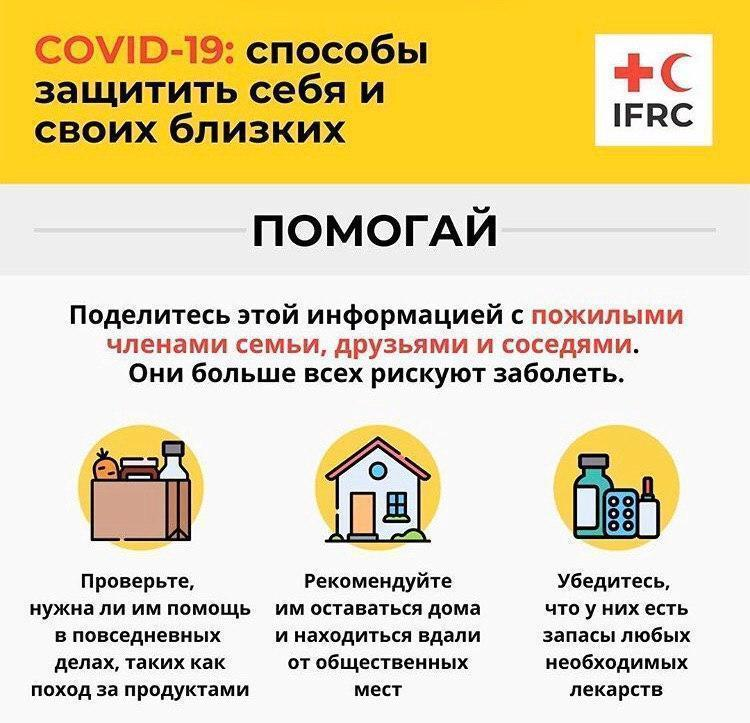 COVID-19: способы
защитить себя и
своих близких
IFRC
ПОМОГАЙ
Поделитесь этой информацией с пожилыми
членами семьи, друзьями и соседями.
Они больше всех рискуют заболеть.
Проверьте,
нужна ли им помощь
в повседневных
делах, таких как
поход за продуктами
Рекомендуйте
им оставаться дома
и находиться вдали
от общественных
мест
Убедитесь,
что у них есть
запасы любых
необходимых
лекарств